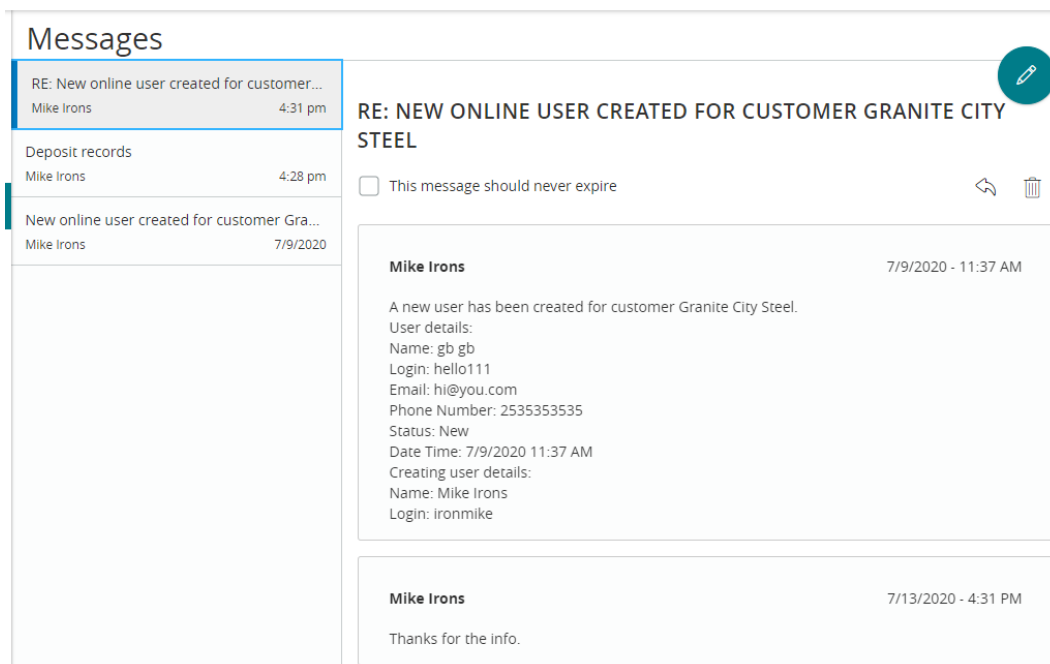 Messages
RE: New online user created for customer...
Mike Irons 4:31 pm
Deposit records
Mike Irons 4:28 pm
New online user created for customer Gra...
Mike Irons 7/9/2020
RE: NEW ONLINE USER CREATED FOR CUSTOMER GRANITE CITY
STEEL
This message should never expire
Mike Irons 7/9/2020 - 11:37 AM
A new user has been created for customer Granite City Steel.
User details:
Name: gb gb
Login: hello111
Email: hi@you.com
Phone Number: 2535353535
Status: New
Date Time: 7/9/2020 11:37 AM
Creating user details:
Name: Mike Irons
Login: ironmike
Mike Irons 7/13/2020 - 4:31 PM
Thanks for the info.